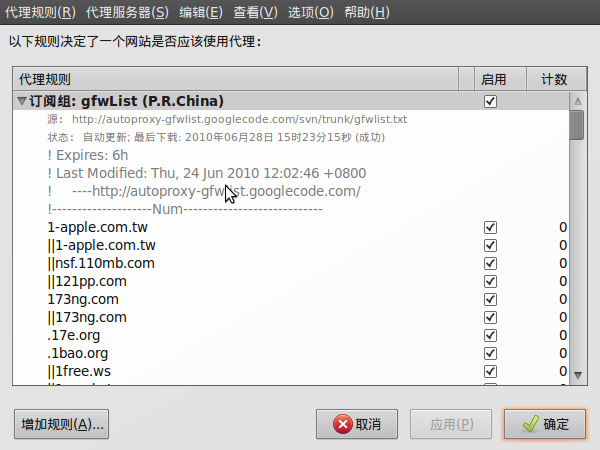 代理规则(R) 代理服务器(S) 编辑(E) 查看(V) 选项(O) 帮助(H)
以下规则决定了一个网站是否应该使用代理：
代理规则 启用 计数
订阅组: gfwList (P.R.China)
源： http://autoproxy-gfwlist.googlecode.com/svn/trunk/gfwlist.txt
状态： 自动更新; 最后下载: 2010年06月28日 15时23分15秒 (成功)
! Expires: 6h
! Last Modified: Thu, 24 Jun 2010 12:02:46 +0800
! ----http://autoproxy-gfwlist.googlecode.com/
!--------------------Num----------------------------
1-apple.com.tw 0
||1-apple.com.tw 0
||nsf.110mb.com 0
||121pp.com 0
173ng.com 0
||173ng.com 0
.17e.org 0
.1bao.org 0
||1free.ws 0
增加规则(A)... 取消 应用(P) 确定